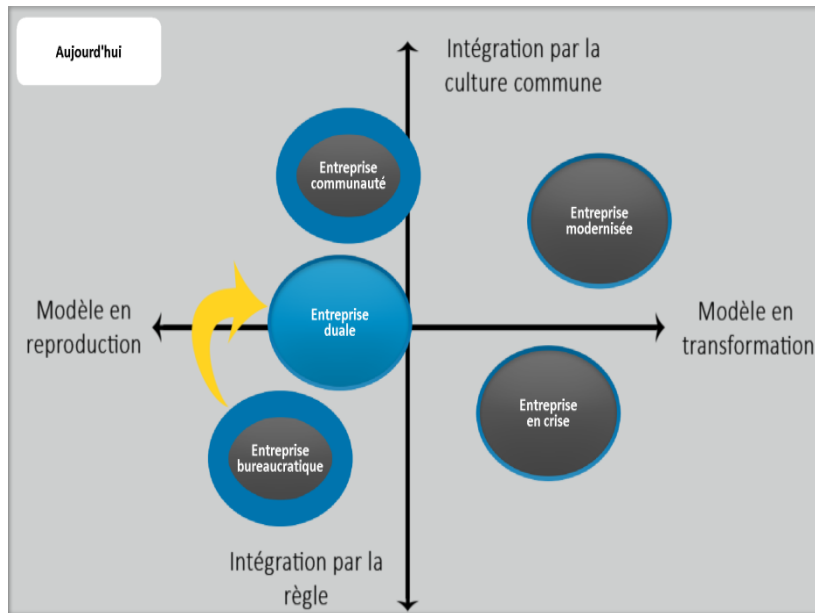 Aujourd'hui
Intégration par la
culture commune
Entreprise
communauté
Entreprise
modernisée
Modèle en
reproduction
Entreprise
duale
Modèle en
transformation
Entreprise
en crise
Entreprise
bureaucratique
Intégration par la
règle